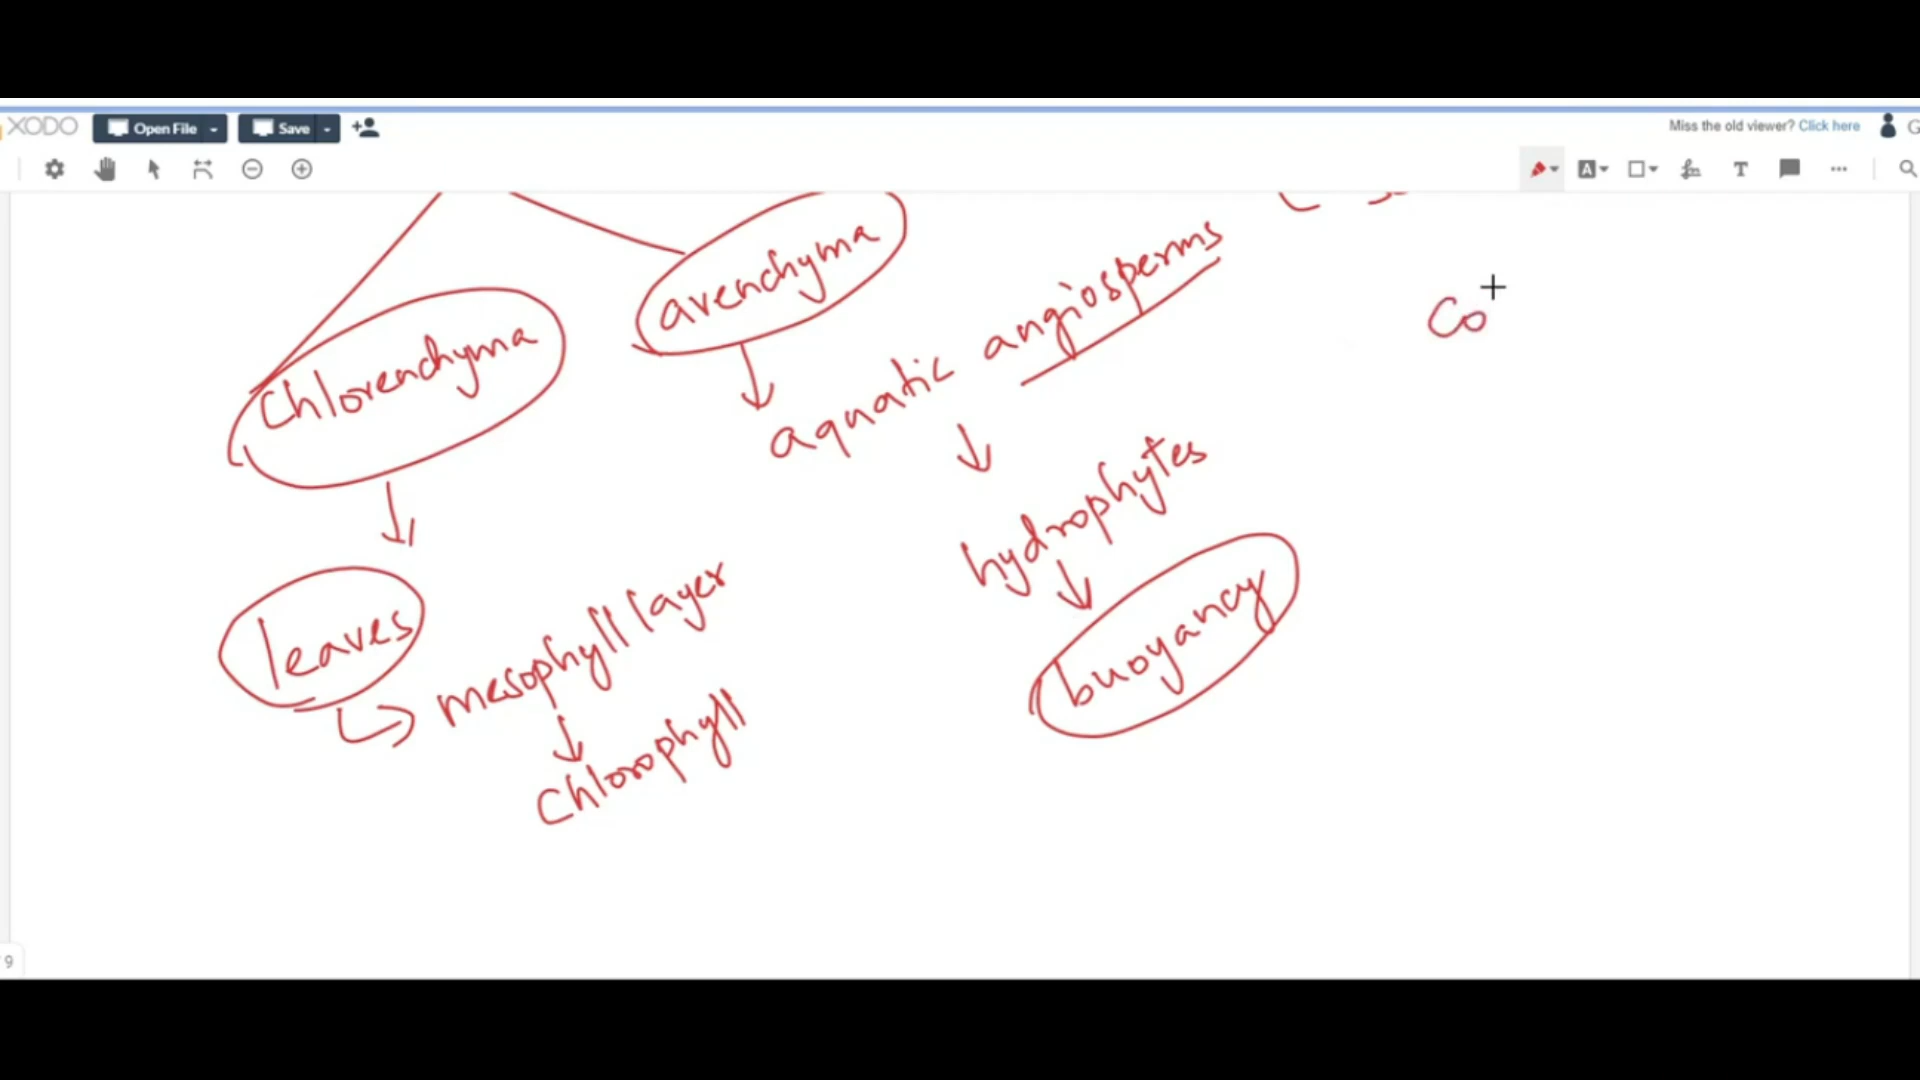 XODO Open File Save
Miss the old viewer? Click here
A T
avenchyma
aquatic angiosperms
Co
Chlorenchyma
hydrophytes
buoyancy
leaves
mesophyll layer
Chlorophyll
9